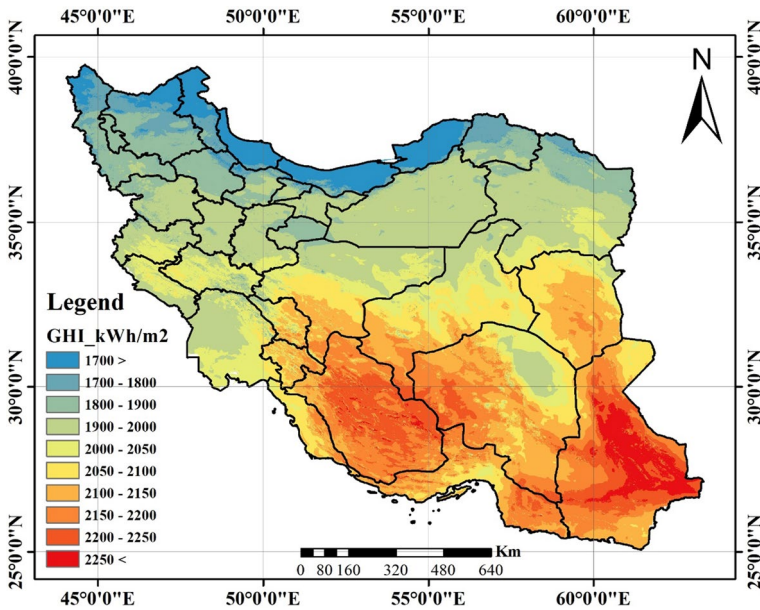 45°0'0"E 50°0'0"E 55°0'0"E 60°0'0"E
40°0'0"N
35°0'0"N
30°0'0"N
25°0'0"N
N
40°0'0"N
35°0'0"N
30°0'0"N
25°0'0"N
Legend
GHI_kWh/m2
1700 >
1700 - 1800
1800 - 1900
1900 - 2000
2000 - 2050
2050 - 2100
2100 - 2150
2150 - 2200
2200 - 2250
2250 <
Km
0 80 160 320 480 640
45°0'0"E 50°0'0"E 55°0'0"E 60°0'0"E